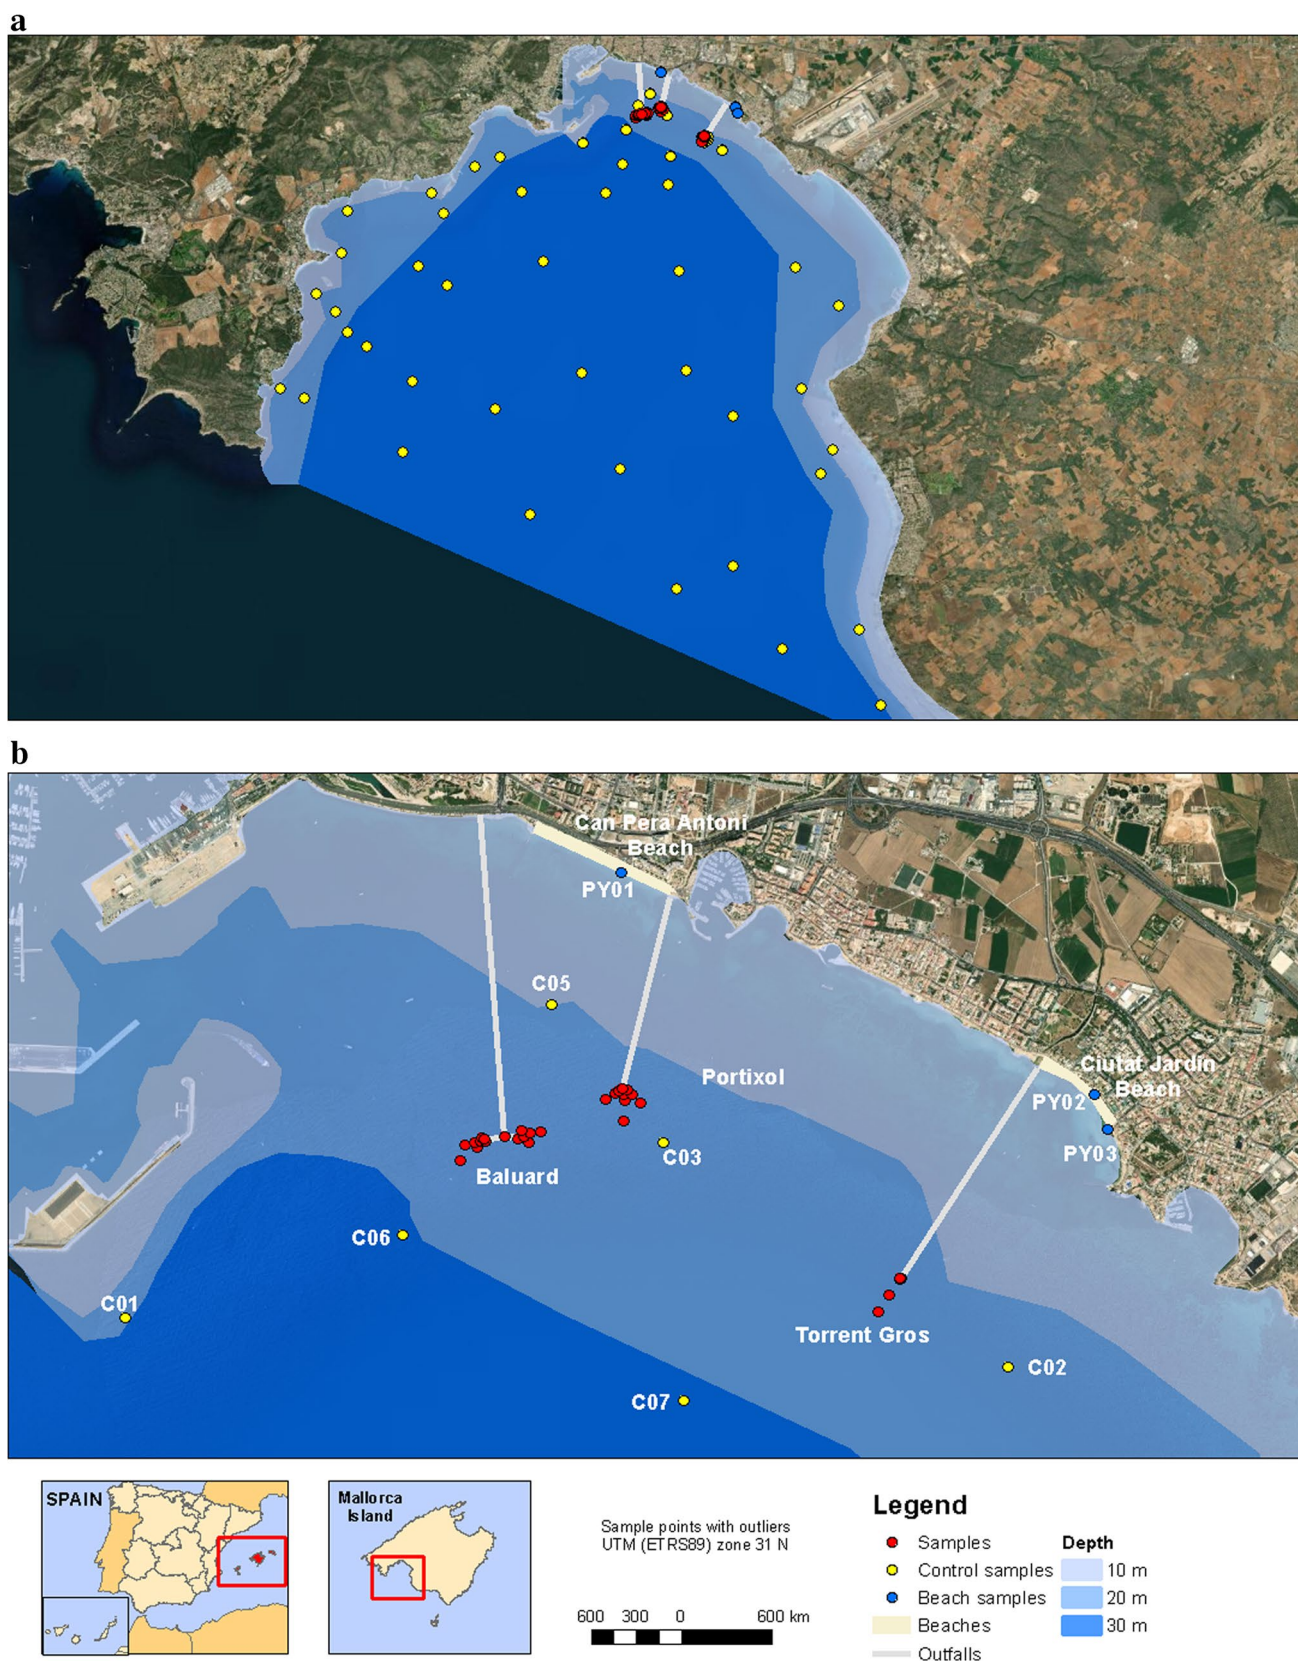 a
b
Can Pera Antoni
Beach
PY01
C05
Portixol
Ciutat Jardín
Beach
PY02
PY03
C03
Baluard
C06
C01
Torrent Gros
C02
C07
SPAIN
Mallorca
Island
Sample points with outliers
UTM (ETRS89) zone 31 N
600 300 0 600 km
Legend
Samples
Control samples
Beach samples
Beaches
Outfalls
Depth
10 m
20 m
30 m